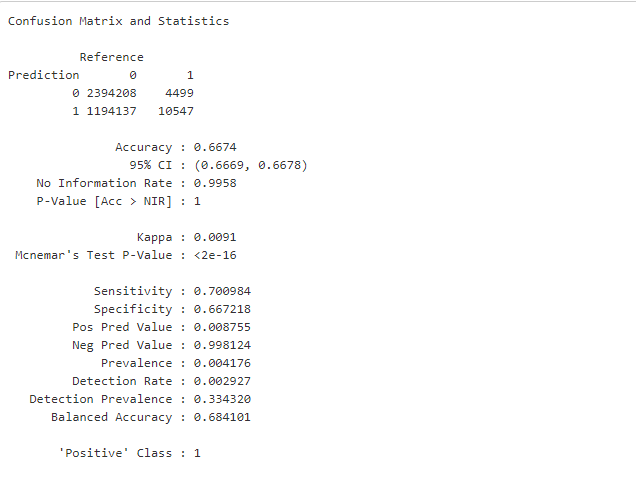 Confusion Matrix and Statistics
Reference
Prediction 0 1
0 2394208 4499
1 1194137 10547
Accuracy : 0.6674
95% CI : (0.6669, 0.6678)
No Information Rate : 0.9958
P-Value [Acc > NIR] : 1
Kappa : 0.0091
Mcnemar's Test P-Value : <2e-16
Sensitivity : 0.700984
Specificity : 0.667218
Pos Pred Value : 0.008755
Neg Pred Value : 0.998124
Prevalence : 0.004176
Detection Rate : 0.002927
Detection Prevalence : 0.334320
Balanced Accuracy : 0.684101
'Positive' Class : 1